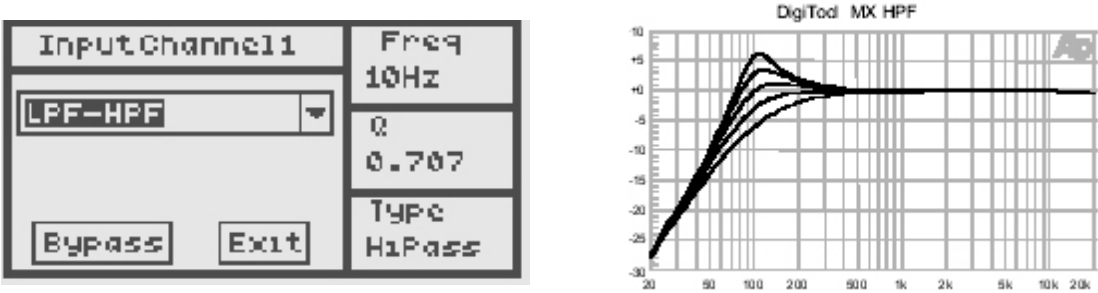 InputChannel1
LPF-HPF
Bypass
Exit
Freq
10Hz
Q
0.707
Type
HiPass
DigiTool MX HPF
10
+5
+0
-5
-10
-15
-20
-25
-30
20 50 100 200 500 1k 2k 5k 10k 20k
Ap